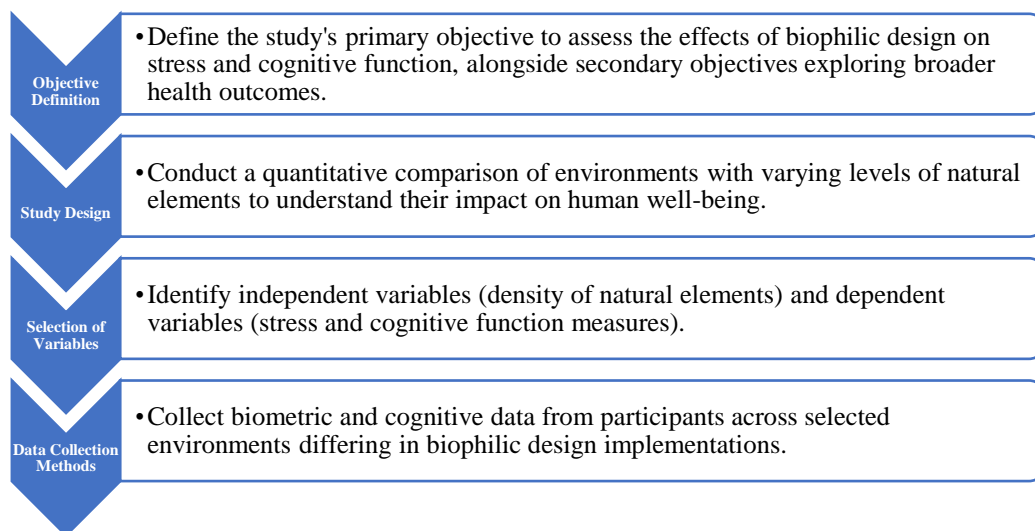 Objective
Definition
•Define the study's primary objective to assess the effects of biophilic design on
stress and cognitive function, alongside secondary objectives exploring broader
health outcomes.
Study Design
•Conduct a quantitative comparison of environments with varying levels of natural
elements to understand their impact on human well-being.
Selection of
Variables
•Identify independent variables (density of natural elements) and dependent
variables (stress and cognitive function measures).
Data Collection
Methods
•Collect biometric and cognitive data from participants across selected
environments differing in biophilic design implementations.